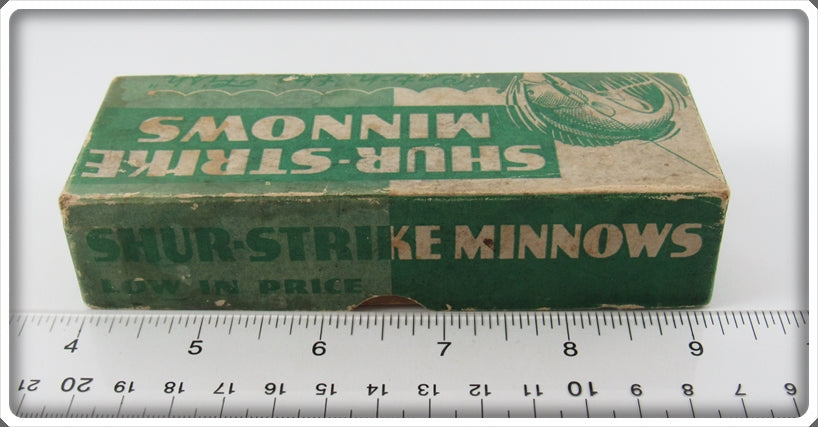 SHUR-STRIKE
MINNOWS
SHUR-STRIKE MINNOWS
LOW IN PRICE
4 5 6 7 8 9
21 20 19 18 17 16 15 14 13 12 11 10 9 8 7 6